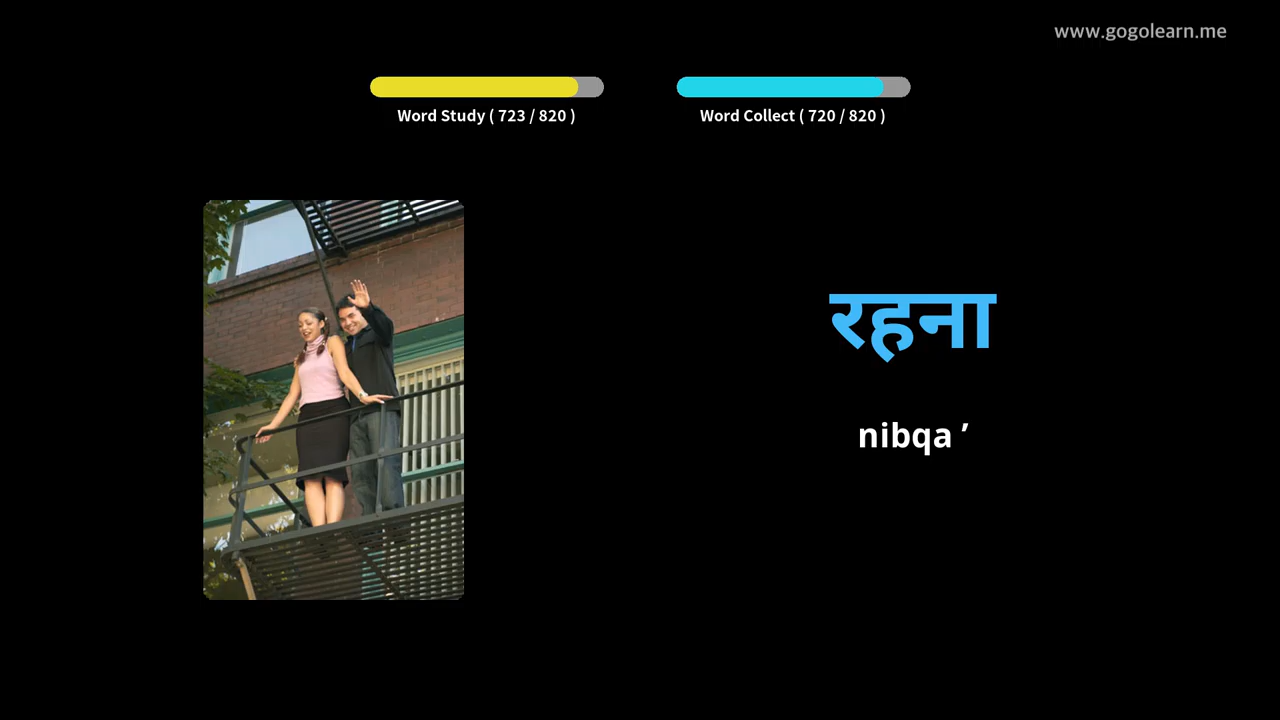 www.gogolearn.me
Word Study ( 723 / 820 )
Word Collect ( 720 / 820 )
रहना
nibqa ’